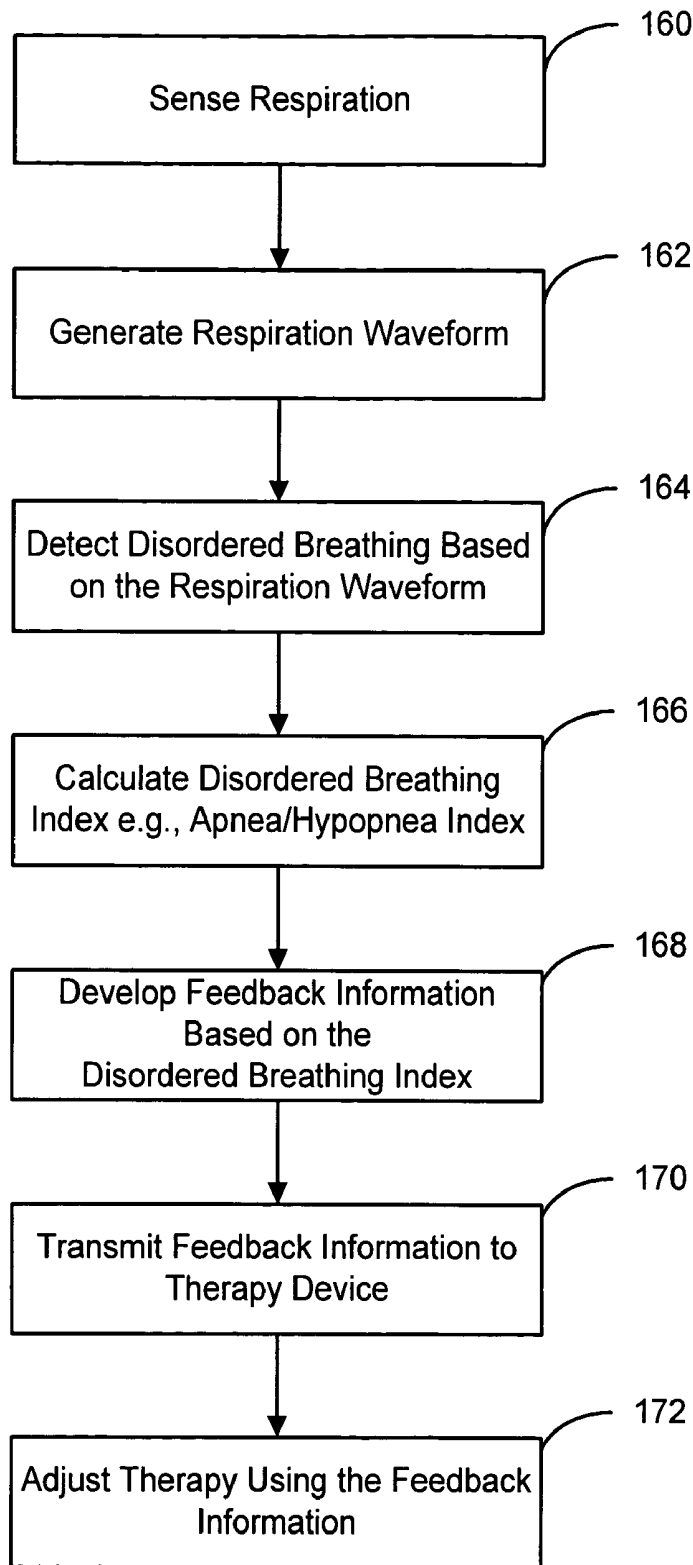 160
Sense Respiration
162
Generate Respiration Waveform
164
Detect Disordered Breathing Based
on the Respiration Waveform
166
Calculate Disordered Breathing
Index e.g., Apnea/Hypopnea Index
168
Develop Feedback Information
Based on the
Disordered Breathing Index
170
Transmit Feedback Information to
Therapy Device
172
Adjust Therapy Using the Feedback
Information